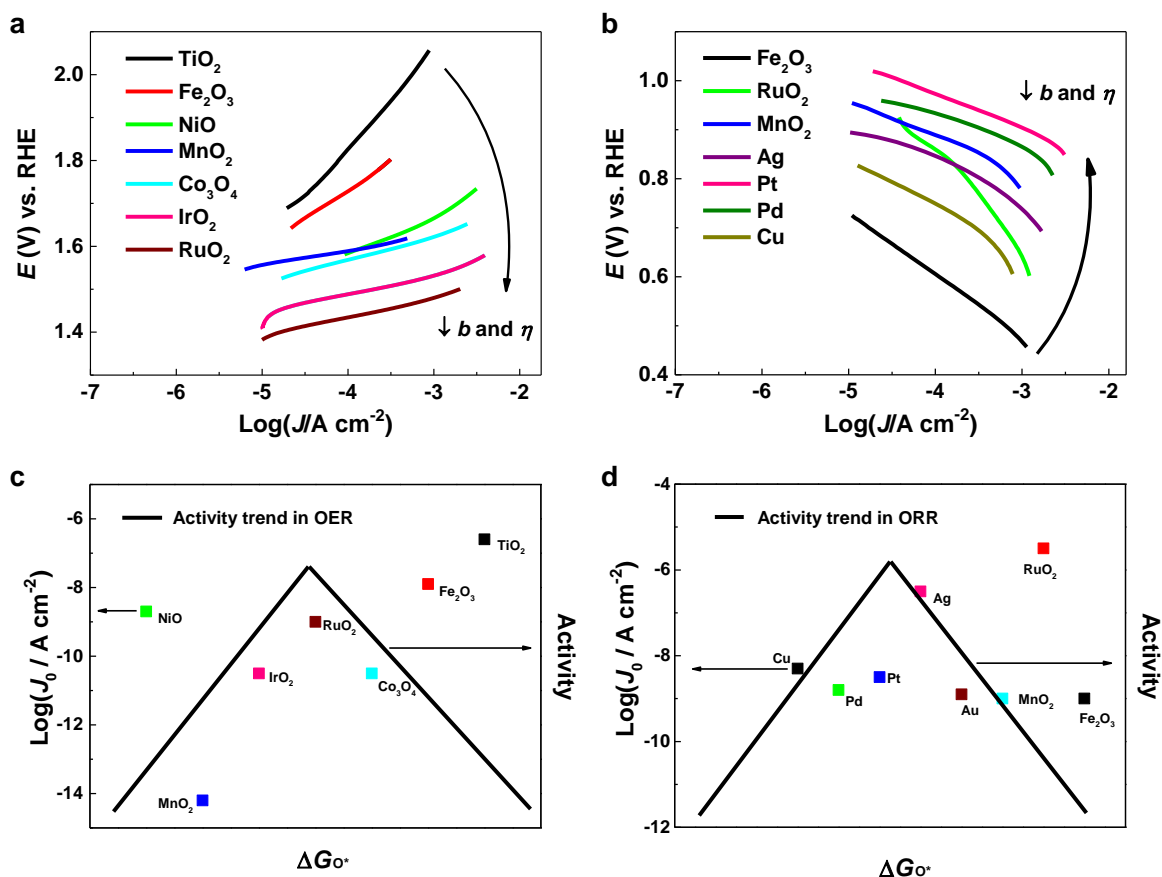 a
TiO₂
Fe₂O₃
NiO
MnO₂
Co₃O₄
IrO₂
RuO₂
↓ b and η
E (V) vs. RHE
2.0
1.8
1.6
1.4
-7 -6 -5 -4 -3 -2
Log(J/A cm⁻²)
b
Fe₂O₃
RuO₂
MnO₂
Ag
Pt
Pd
Cu
↓ b and η
E (V) vs. RHE
1.0
0.8
0.6
0.4
-7 -6 -5 -4 -3 -2
Log(J/A cm⁻²)
c
Activity trend in OER
TiO₂
Fe₂O₃
NiO
RuO₂
IrO₂
Co₃O₄
MnO₂
Log(J₀ / A cm⁻²)
-6
-8
-10
-12
-14
Activity
ΔG_O*
d
Activity trend in ORR
RuO₂
Ag
Cu
Pt
Pd
Au
MnO₂
Fe₂O₃
Log(J₀ / A cm⁻²)
-4
-6
-8
-10
-12
Activity
ΔG_O*